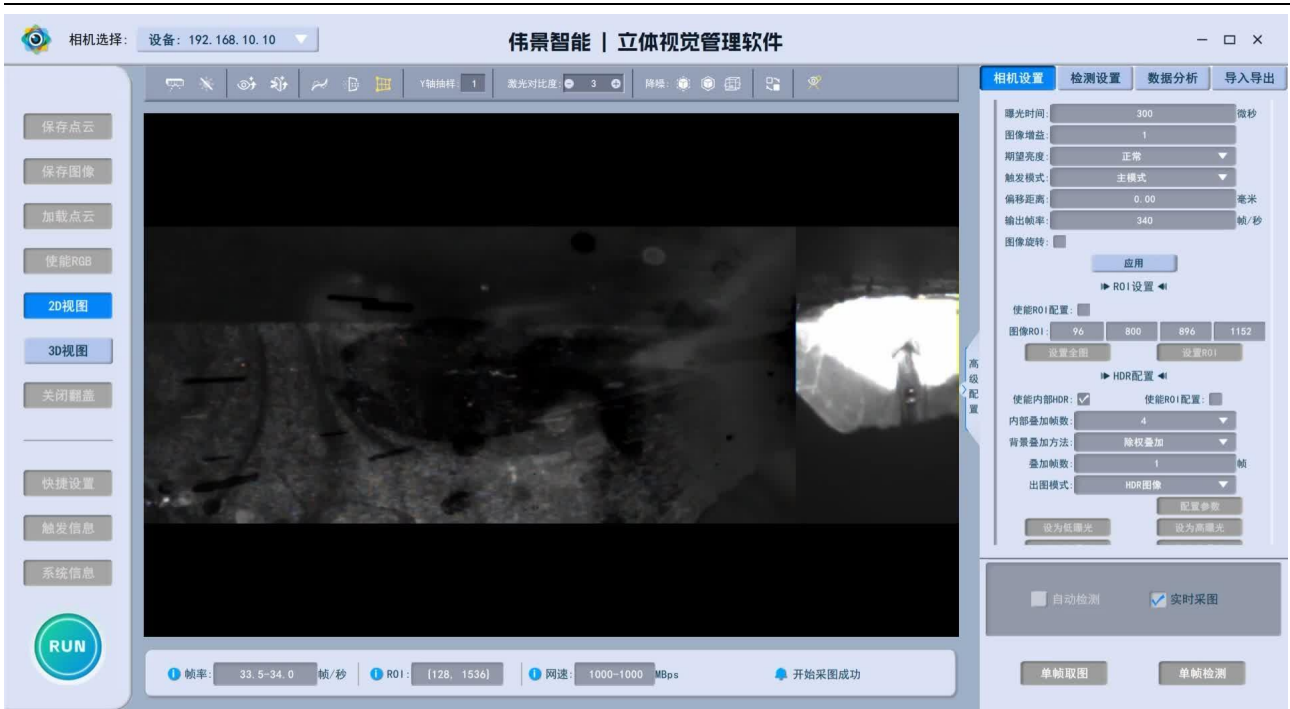 相机选择: 设备: 192.168.10.10 伟景智能 | 立体视觉管理软件
Y轴抽样: 1 激光对比度: 3 降噪:
相机设置 检测设置 数据分析 导入导出
保存点云
保存图像
加载点云
使能RGB
2D视图
3D视图
关闭翻盖
快捷设置
触发信息
系统信息
RUN
高级配置
曝光时间: 300 微秒
图像增益: 1
期望亮度: 正常
触发模式: 主模式
偏移距离: 0.00 毫米
输出帧率: 340 帧/秒
图像旋转:
应用
ROI设置
使能ROI配置:
图像ROI: 96 800 896 1152
设置全图 设置ROI
HDR配置
使能内部HDR: 使能ROI配置:
内部叠加帧数: 4
背景叠加方法: 除权叠加
叠加帧数: 1 帧
出图模式: HDR图像
配置参数
设为低曝光 设为高曝光
自动检测 实时采图
单帧取图 单帧检测
帧率: 33.5-34.0 帧/秒 ROI: [128, 1536] 网速: 1000-1000 MBps 开始采图成功